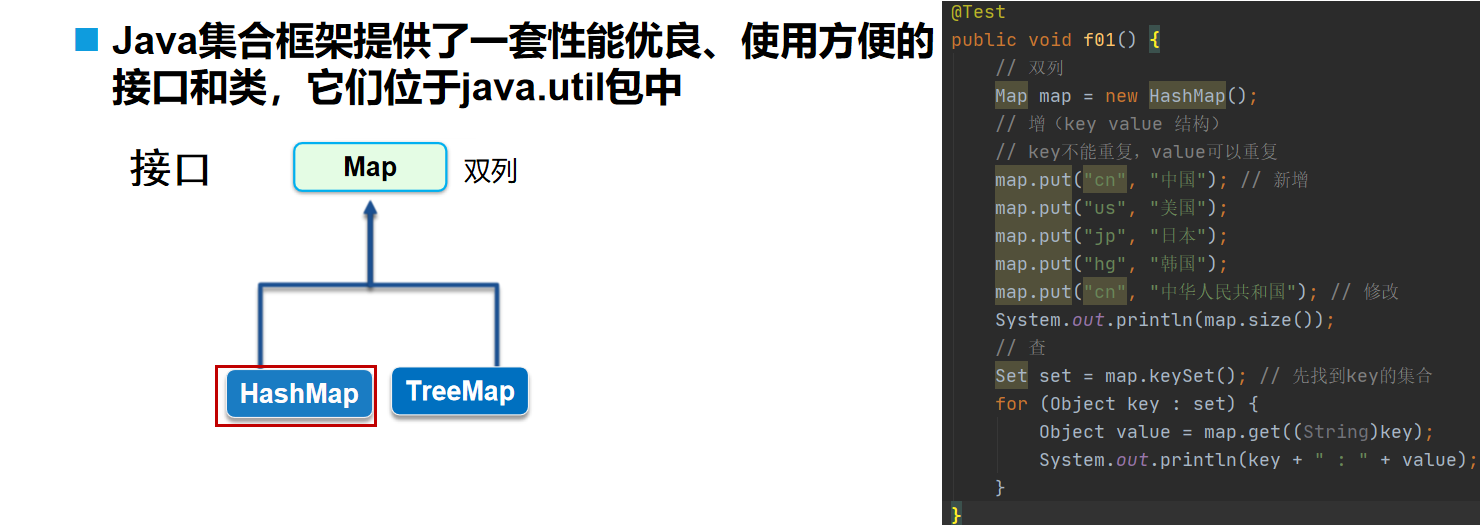 Java集合框架提供了一套性能优良、使用方便的
接口和类，它们位于java.util包中
接口
Map
双列
HashMap
TreeMap
@Test
public void f01() {
// 双列
Map map = new HashMap();
// 增（key value 结构）
// key不能重复，value可以重复
map.put("cn", "中国"); // 新增
map.put("us", "美国");
map.put("jp", "日本");
map.put("hg", "韩国");
map.put("cn", "中华人民共和国"); // 修改
System.out.println(map.size());
// 查
Set set = map.keySet(); // 先找到key的集合
for (Object key : set) {
Object value = map.get((String)key);
System.out.println(key + " : " + value);
}
}